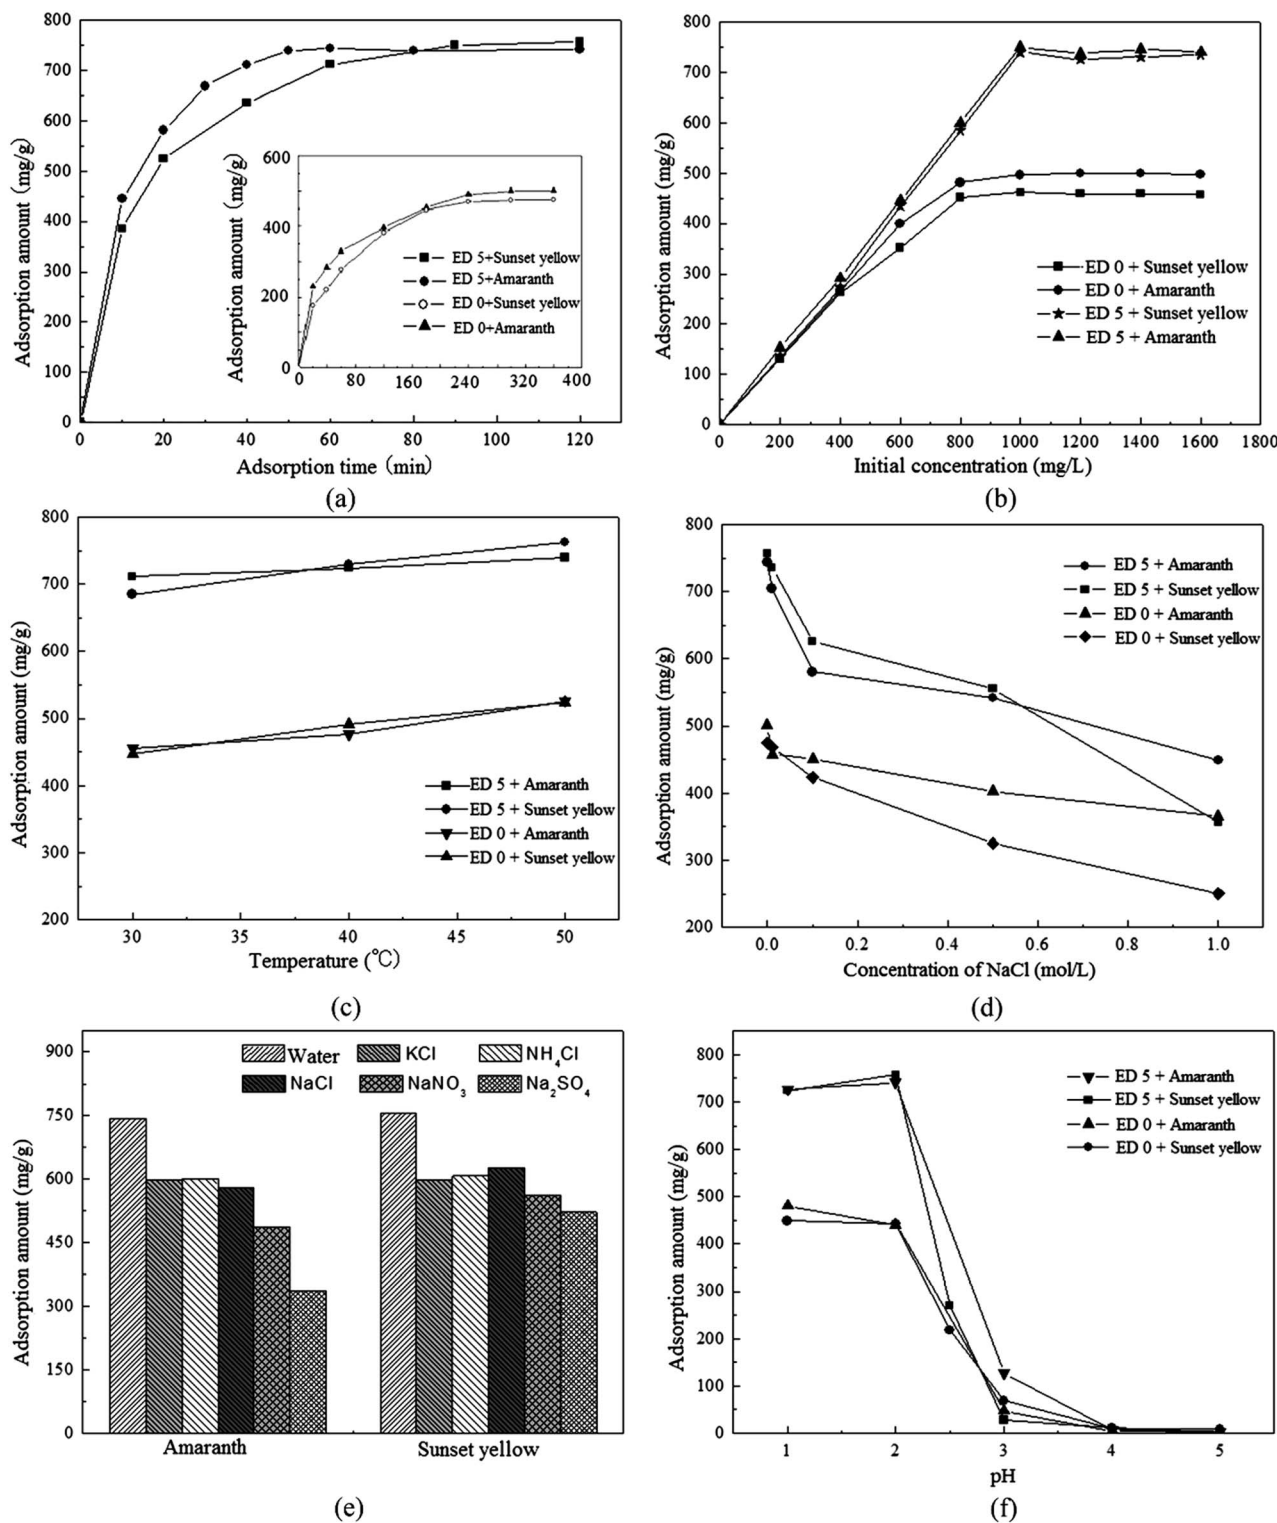 800
700
600
500
400
300
200
100
0
Adsorption amount (mg/g)
600
400
200
0
Adsorption amount (mg/g)
ED 5+Sunset yellow
ED 5+Amaranth
ED 0+Sunset yellow
ED 0+Amaranth
0 80 160 240 320 400
0 20 40 60 80 100 120
Adsorption time (min)
(a)
800
700
600
500
400
300
200
100
0
Adsorption amount (mg/g)
ED 0 + Sunset yellow
ED 0 + Amaranth
ED 5 + Sunset yellow
ED 5 + Amaranth
0 200 400 600 800 1000 1200 1400 1600 1800
Initial concentration (mg/L)
(b)
800
700
600
500
400
300
200
Adsorption amount (mg/g)
ED 5 + Amaranth
ED 5 + Sunset yellow
ED 0 + Amaranth
ED 0 + Sunset yellow
30 35 40 45 50
Temperature (℃)
(c)
800
700
600
500
400
300
200
Adsorption amount (mg/g)
ED 5 + Amaranth
ED 5 + Sunset yellow
ED 0 + Amaranth
ED 0 + Sunset yellow
0.0 0.2 0.4 0.6 0.8 1.0
Concentration of NaCl (mol/L)
(d)
900
750
600
450
300
150
0
Adsorption amount (mg/g)
Water KCl NH4Cl
NaCl NaNO3 Na2SO4
Amaranth Sunset yellow
(e)
800
700
600
500
400
300
200
100
0
Adsorption amount (mg/g)
ED 5 + Amaranth
ED 5 + Sunset yellow
ED 0 + Amaranth
ED 0 + Sunset yellow
1 2 3 4 5
pH
(f)